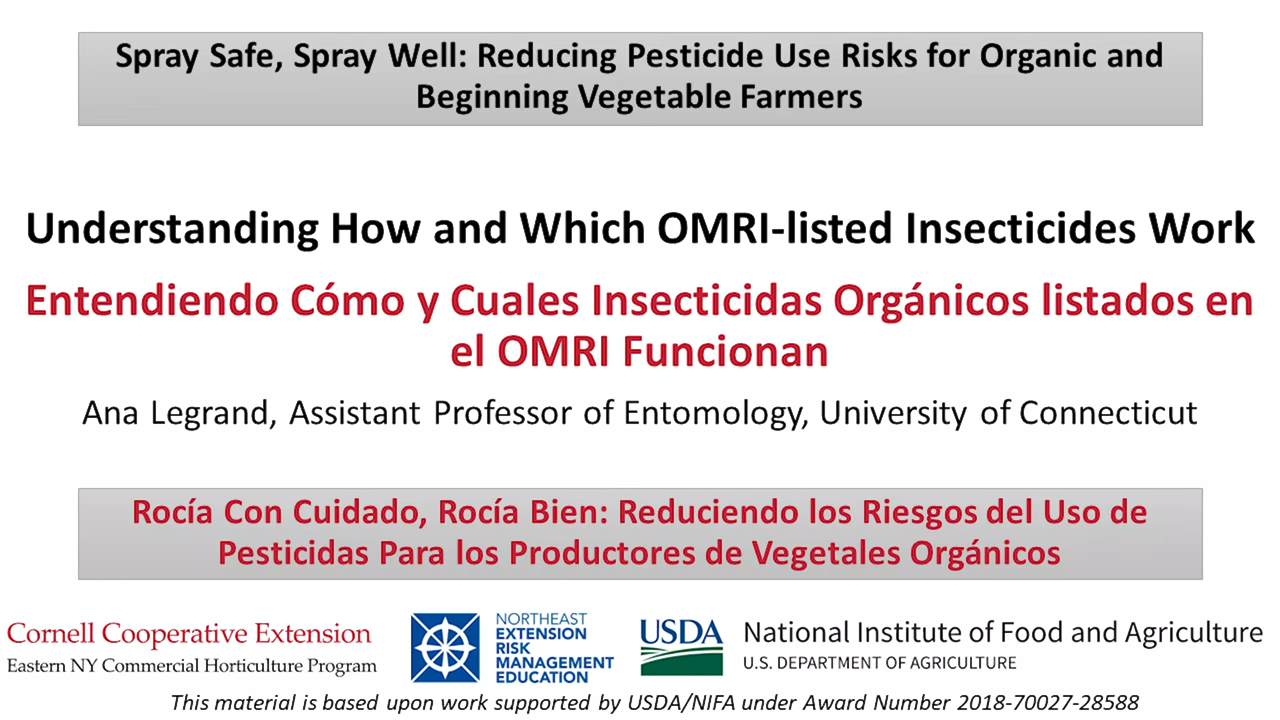 Spray Safe, Spray Well: Reducing Pesticide Use Risks for Organic and
Beginning Vegetable Farmers
Understanding How and Which OMRI-listed Insecticides Work
Entendiendo Cómo y Cuales Insecticidas Orgánicos listados en
el OMRI Funcionan
Ana Legrand, Assistant Professor of Entomology, University of Connecticut
Rocía Con Cuidado, Rocía Bien: Reduciendo los Riesgos del Uso de
Pesticidas Para los Productores de Vegetales Orgánicos
Cornell Cooperative Extension
Eastern NY Commercial Horticulture Program
NORTHEAST
EXTENSION
RISK
MANAGEMENT
EDUCATION
USDA
National Institute of Food and Agriculture
U.S. DEPARTMENT OF AGRICULTURE
This material is based upon work supported by USDA/NIFA under Award Number 2018-70027-28588